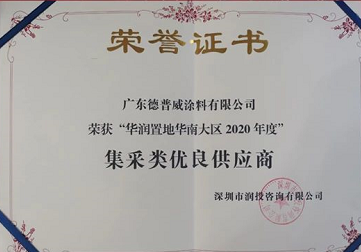 荣誉证书
广东德普威涂料有限公司
荣获“华润置地华南大区2020年度”
集采类优良供应商
深圳市润投咨询有限公司